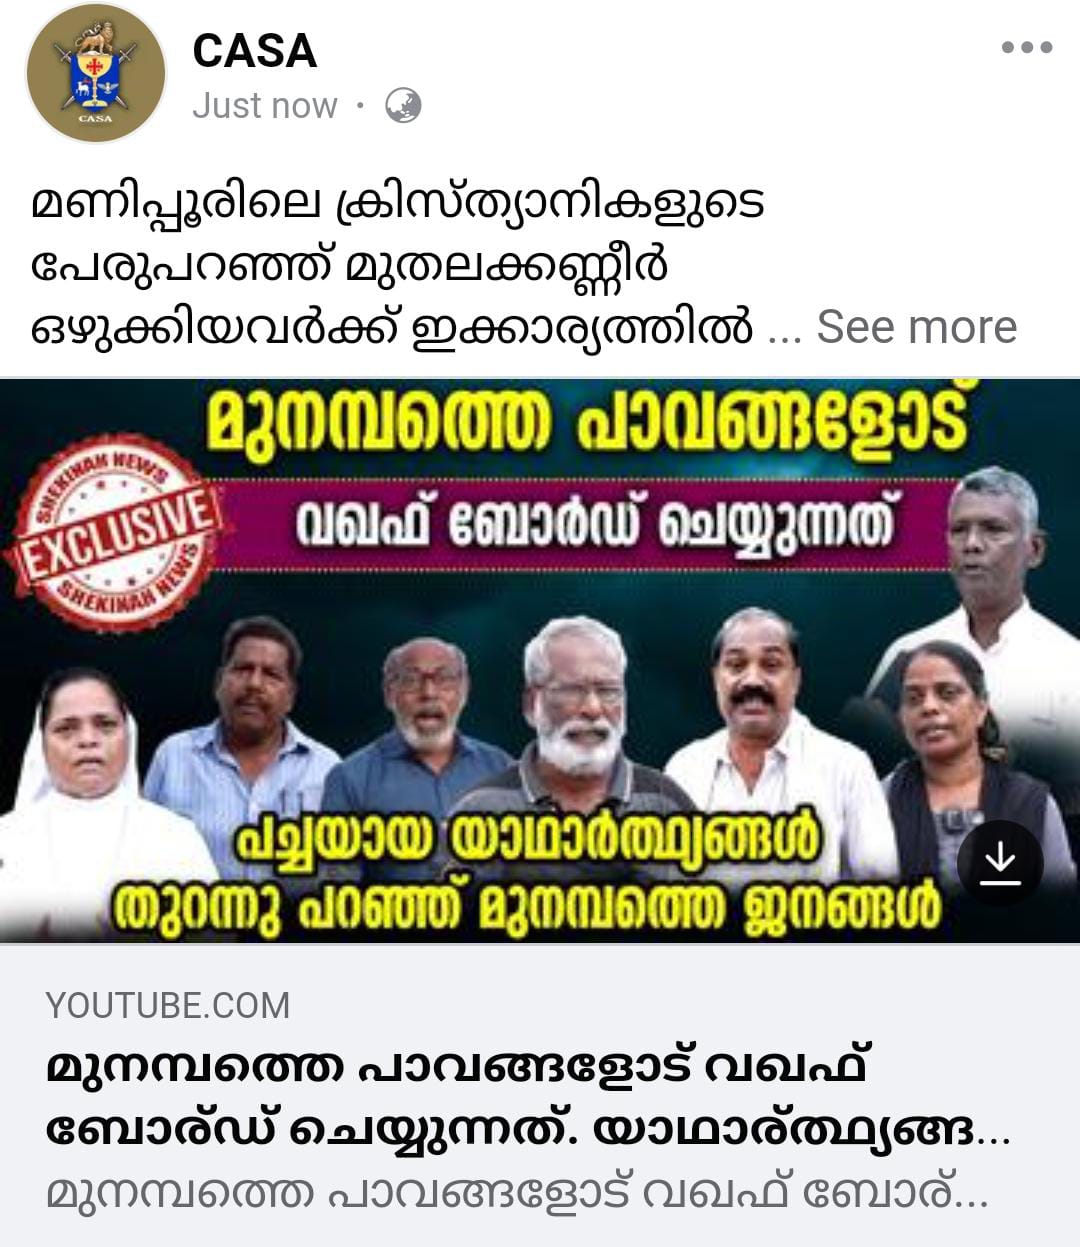 CASA
CASA
Just now ·
മണിപ്പൂരിലെ ക്രിസ്ത്യാനികളുടെ
പേരുപറഞ്ഞ് മുതലക്കണ്ണീർ
ഒഴുക്കിയവർക്ക് ഇക്കാര്യത്തിൽ ... See more
മുനമ്പത്തെ പാവങ്ങളോട്
വഖഫ് ബോർഡ് ചെയ്യുന്നത്
SHEKINAH NEWS
EXCLUSIVE
SHEKINAH NEWS
പച്ചയായ യാഥാർത്ഥ്യങ്ങൾ
തുറന്നു പറഞ്ഞ് മുനമ്പത്തെ ജനങ്ങൾ
YOUTUBE.COM
മുനമ്പത്തെ പാവങ്ങളോട് വഖഫ്
ബോര്‌ഡ് ചെയ്യുന്നത്. യാഥാര്‌ത്ഥ്യങ്ങ...
മുനമ്പത്തെ പാവങ്ങളോട് വഖഫ് ബോര്‌...